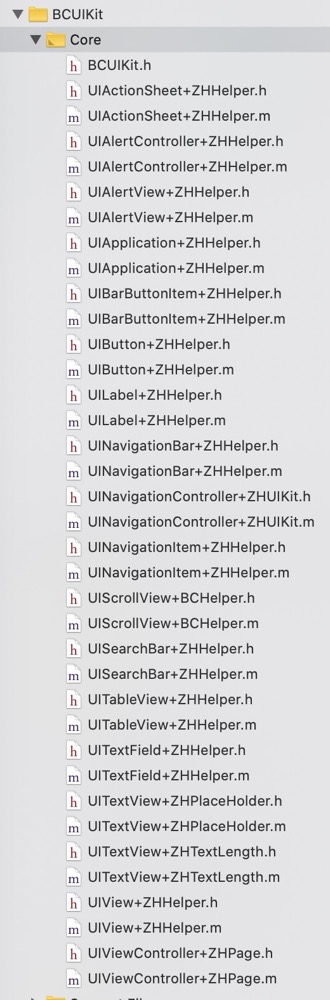 BCUIKit
Core
h BCUIKit.h
h UIActionSheet+ZHHelper.h
m UIActionSheet+ZHHelper.m
h UIAlertController+ZHHelper.h
m UIAlertController+ZHHelper.m
h UIAlertView+ZHHelper.h
m UIAlertView+ZHHelper.m
h UIApplication+ZHHelper.h
m UIApplication+ZHHelper.m
h UIBarButtonItem+ZHHelper.h
m UIBarButtonItem+ZHHelper.m
h UIButton+ZHHelper.h
m UIButton+ZHHelper.m
h UILabel+ZHHelper.h
m UILabel+ZHHelper.m
h UINavigationBar+ZHHelper.h
m UINavigationBar+ZHHelper.m
h UINavigationController+ZHUIKit.h
m UINavigationController+ZHUIKit.m
h UINavigationItem+ZHHelper.h
m UINavigationItem+ZHHelper.m
h UIScrollView+BCHelper.h
m UIScrollView+BCHelper.m
h UISearchBar+ZHHelper.h
m UISearchBar+ZHHelper.m
h UITableView+ZHHelper.h
m UITableView+ZHHelper.m
h UITextField+ZHHelper.h
m UITextField+ZHHelper.m
h UITextView+ZHPlaceHolder.h
m UITextView+ZHPlaceHolder.m
h UITextView+ZHTextLength.h
m UITextView+ZHTextLength.m
h UIView+ZHHelper.h
m UIView+ZHHelper.m
h UIViewController+ZHPage.h
m UIViewController+ZHPage.m